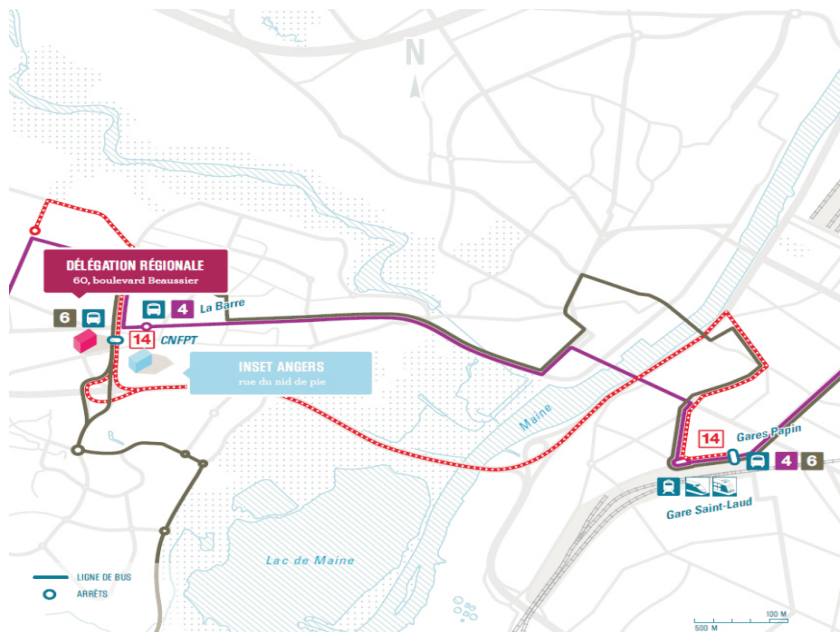 N
DÉLÉGATION RÉGIONALE
60, boulevard Beaussier
6
4
La Barre
14
CNFPT
INSET ANGERS
rue du nid de pie
Maine
14
Gares Papin
4
6
Gare Saint-Laud
Lac de Maine
LIGNE DE BUS
ARRÊTS
100 M
500 M